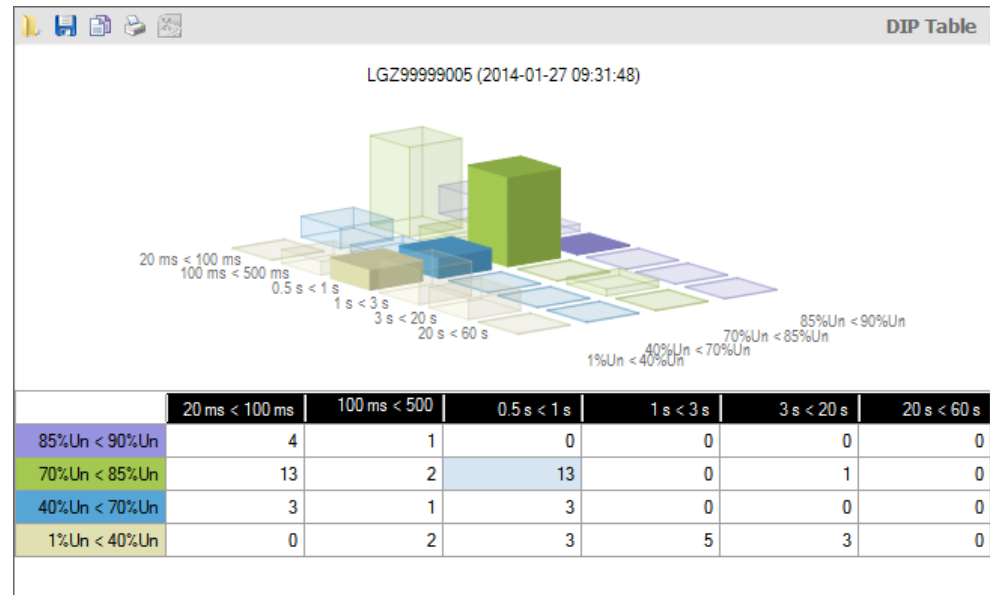 DIP Table
LGZ99999005 (2014-01-27 09:31:48)
20 ms < 100 ms
100 ms < 500 ms
0.5 s < 1 s
1 s < 3 s
3 s < 20 s
20 s < 60 s
85%Un < 90%Un
70%Un < 85%Un
40%Un < 70%Un
1%Un < 40%Un
20 ms < 100 ms 100 ms < 500 0.5 s < 1 s 1 s < 3 s 3 s < 20 s 20 s < 60 s
85%Un < 90%Un 4 1 0 0 0 0
70%Un < 85%Un 13 2 13 0 1 0
40%Un < 70%Un 3 1 3 0 0 0
1%Un < 40%Un 0 2 3 5 3 0